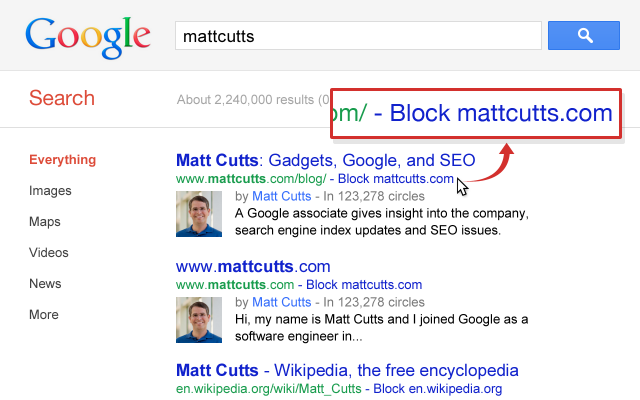 Google
mattcutts
Search
About 2,240,000 results (0
om/ - Block mattcutts.com
Everything
Images
Maps
Videos
News
More
Matt Cutts: Gadgets, Google, and SEO
www.mattcutts.com/blog/ - Block mattcutts.com
by Matt Cutts - In 123,278 circles
A Google associate gives insight into the company,
search engine index updates and SEO issues.
www.mattcutts.com
www.mattcutts.com - Block mattcutts.com
by Matt Cutts - In 123,278 circles
Hi, my name is Matt Cutts and I joined Google as a
software engineer in...
Matt Cutts - Wikipedia, the free encyclopedia
en.wikipedia.org/wiki/Matt_Cutts - Block en.wikipedia.org